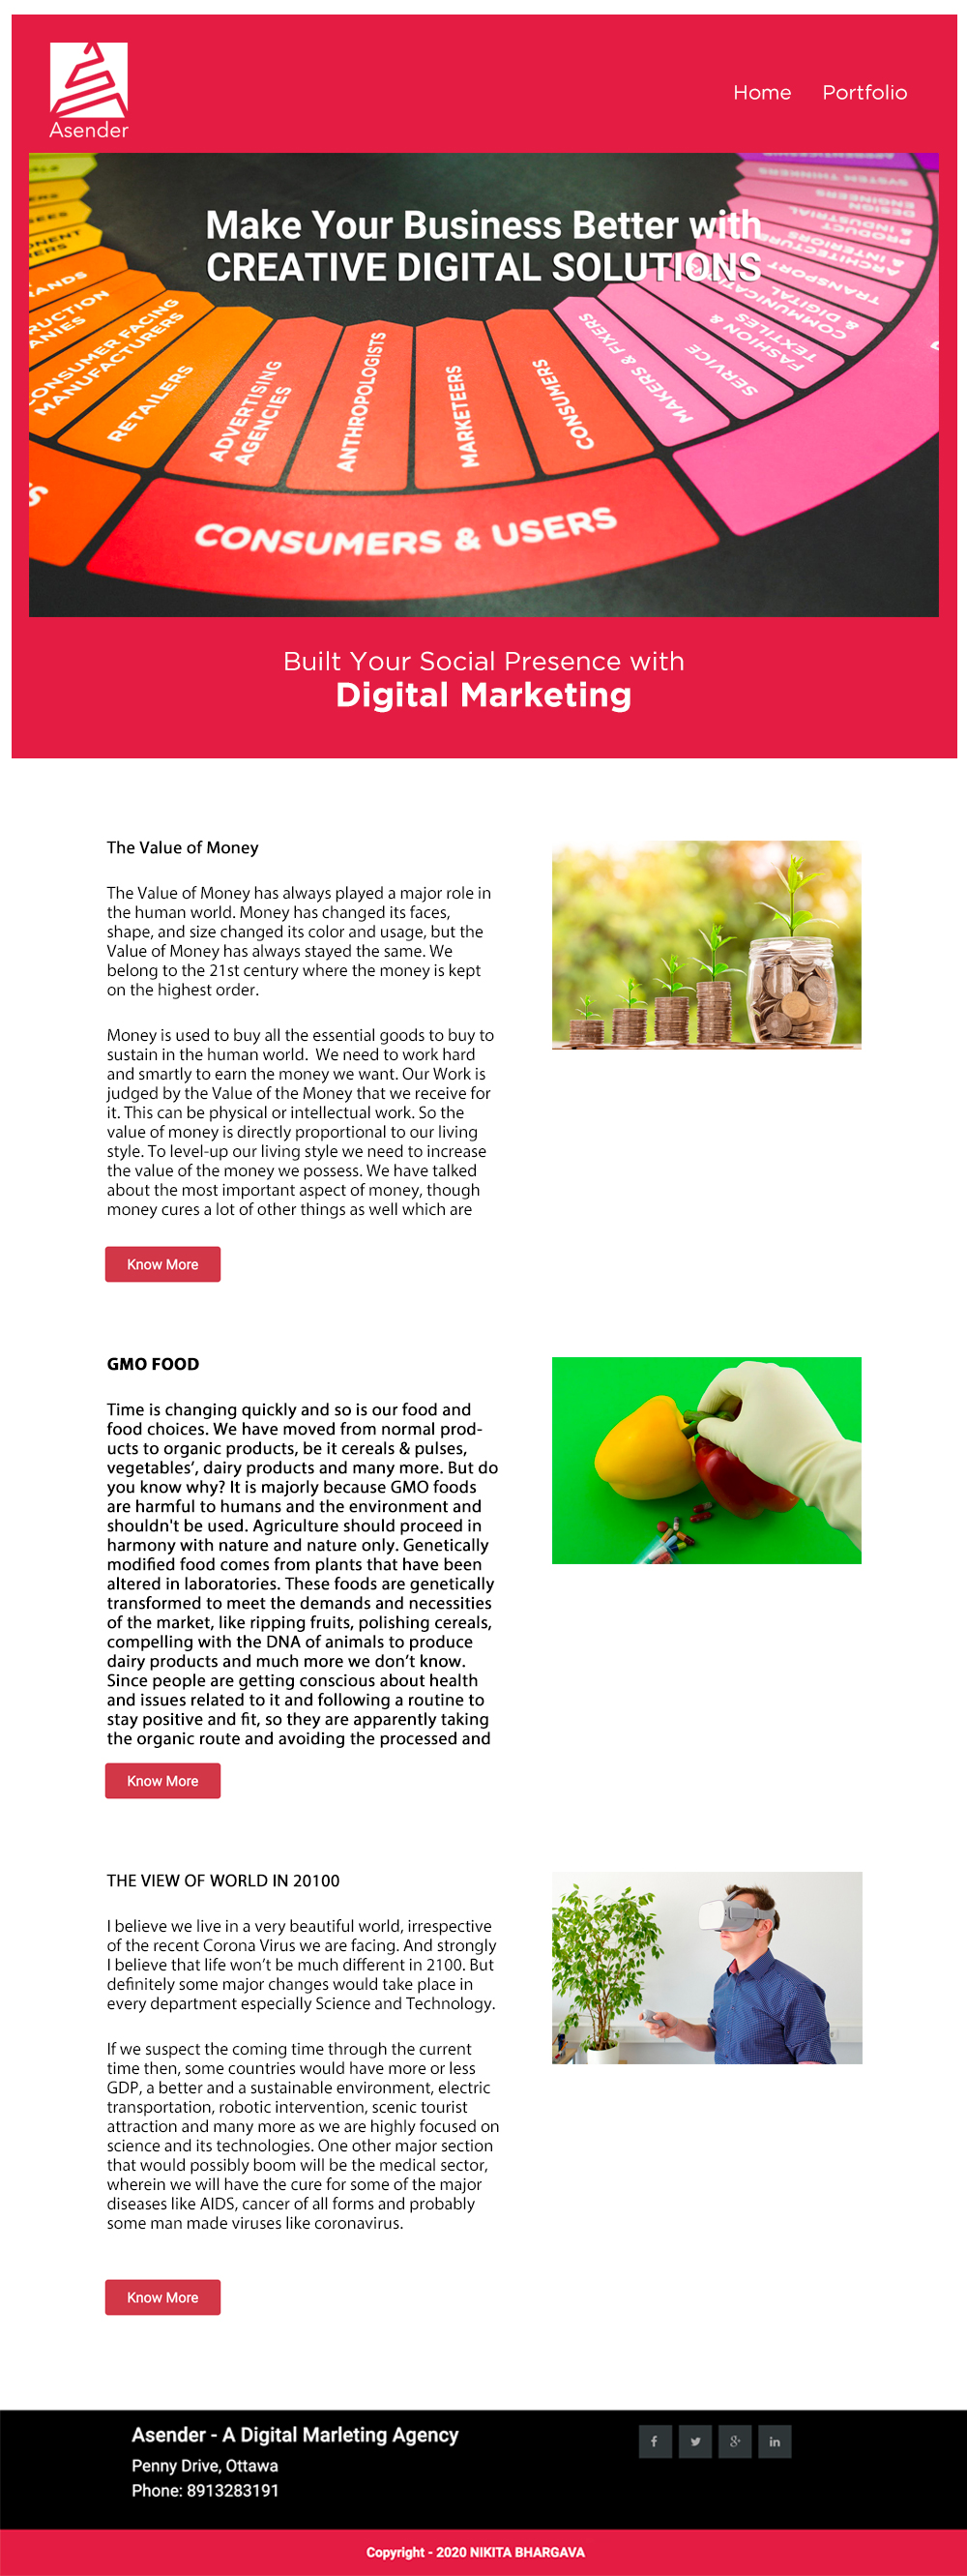 Asender
Home Portfolio
Make Your Business Better with
CREATIVE DIGITAL SOLUTIONS
RETAILERS
CONSUMER FACING
MANUFACTURERS
ADVERTISING
AGENCIES
ANTHROPOLOGISTS
MARKETEERS
CONSUMERS
MAKERS & FIXERS
SERVICE
FASHION &
TEXTILES
TRANSPORT
CONSUMERS & USERS
Built Your Social Presence with
Digital Marketing
The Value of Money
The Value of Money has always played a major role in
the human world. Money has changed its faces,
shape, and size changed its color and usage, but the
Value of Money has always stayed the same. We
belong to the 21st century where the money is kept
on the highest order.
Money is used to buy all the essential goods to buy to
sustain in the human world.  We need to work hard
and smartly to earn the money we want. Our Work is
judged by the Value of the Money that we receive for
it. This can be physical or intellectual work. So the
value of money is directly proportional to our living
style. To level-up our living style we need to increase
the value of the money we possess. We have talked
about the most important aspect of money, though
money cures a lot of other things as well which are
Know More
GMO FOOD
Time is changing quickly and so is our food and
food choices. We have moved from normal prod-
ucts to organic products, be it cereals & pulses,
vegetables’, dairy products and many more. But do
you know why? It is majorly because GMO foods
are harmful to humans and the environment and
shouldn't be used. Agriculture should proceed in
harmony with nature and nature only. Genetically
modified food comes from plants that have been
altered in laboratories. These foods are genetically
transformed to meet the demands and necessities
of the market, like ripping fruits, polishing cereals,
compelling with the DNA of animals to produce
dairy products and much more we don’t know.
Since people are getting conscious about health
and issues related to it and following a routine to
stay positive and fit, so they are apparently taking
the organic route and avoiding the processed and
Know More
THE VIEW OF WORLD IN 20100
I believe we live in a very beautiful world, irrespective
of the recent Corona Virus we are facing. And strongly
I believe that life won’t be much different in 2100. But
definitely some major changes would take place in
every department especially Science and Technology.
If we suspect the coming time through the current
time then, some countries would have more or less
GDP, a better and a sustainable environment, electric
transportation, robotic intervention, scenic tourist
attraction and many more as we are highly focused on
science and its technologies. One other major section
that would possibly boom will be the medical sector,
wherein we will have the cure for some of the major
diseases like AIDS, cancer of all forms and probably
some man made viruses like coronavirus.
Know More
Asender - A Digital Marleting Agency
Penny Drive, Ottawa
Phone: 8913283191
Copyright - 2020 NIKITA BHARGAVA